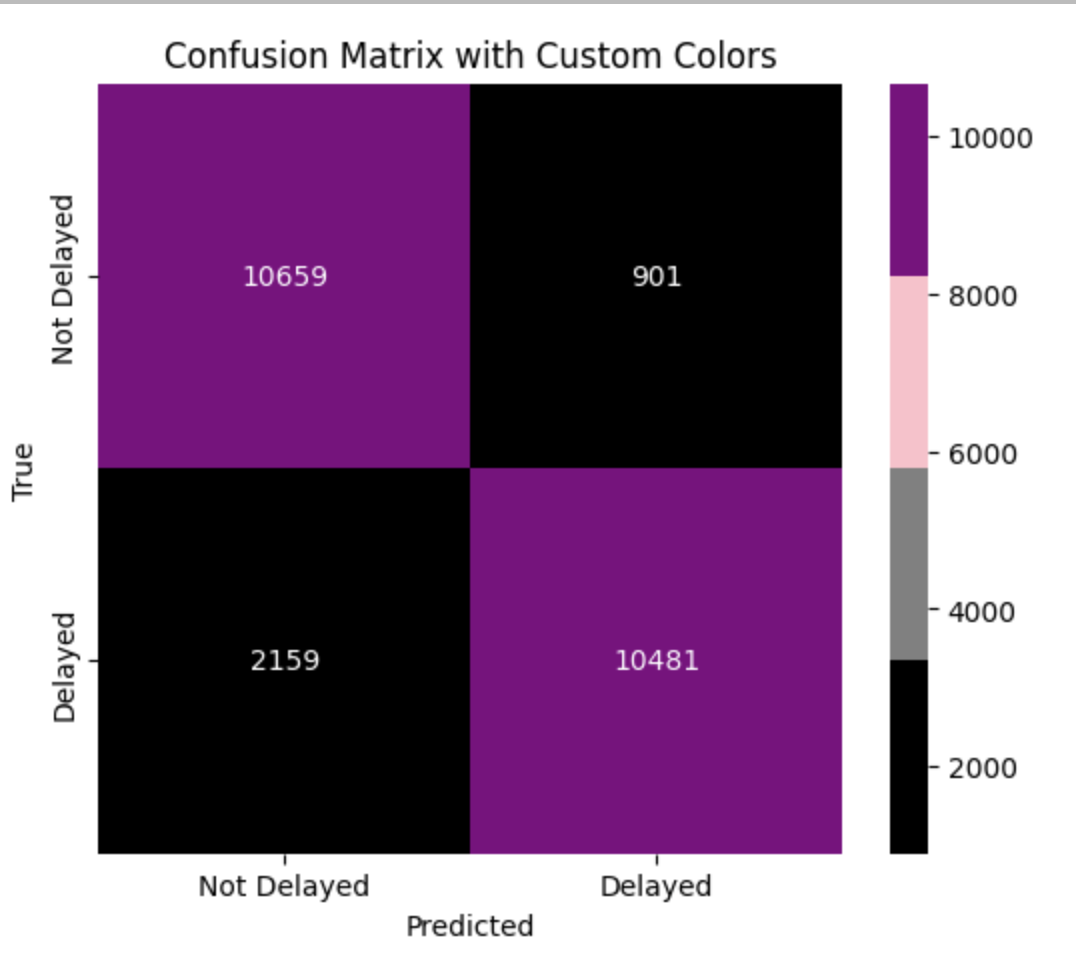 Confusion Matrix with Custom Colors
True
Not Delayed
Delayed
10659
901
2159
10481
Not Delayed
Delayed
Predicted
10000
8000
6000
4000
2000